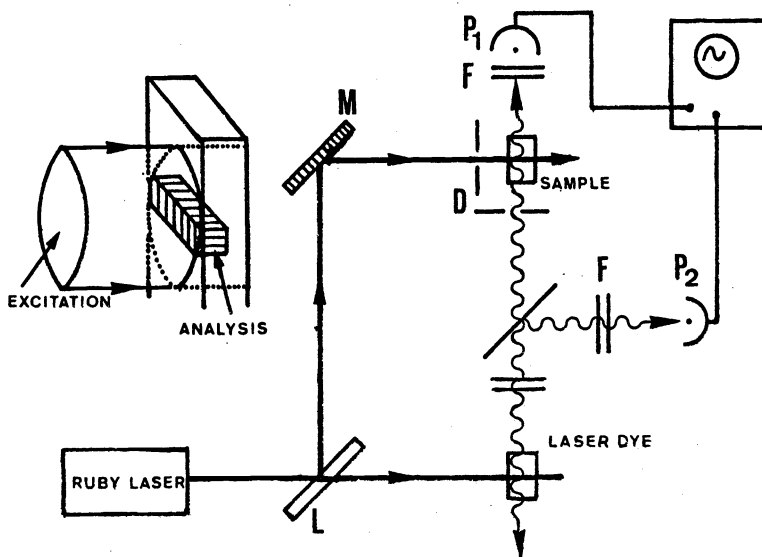 P1
F
M
SAMPLE
D
EXCITATION
ANALYSIS
F
P2
LASER DYE
RUBY LASER
L